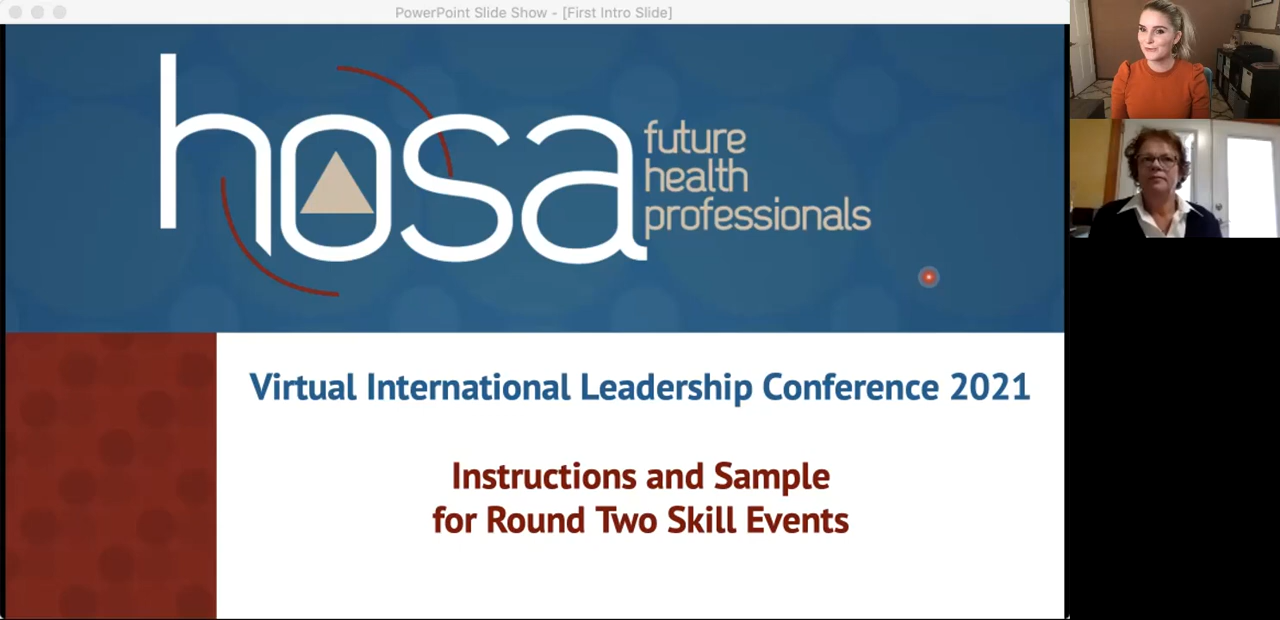 PowerPoint Slide Show - [First Intro Slide]
hosa
future
health
professionals
Virtual International Leadership Conference 2021
Instructions and Sample
for Round Two Skill Events